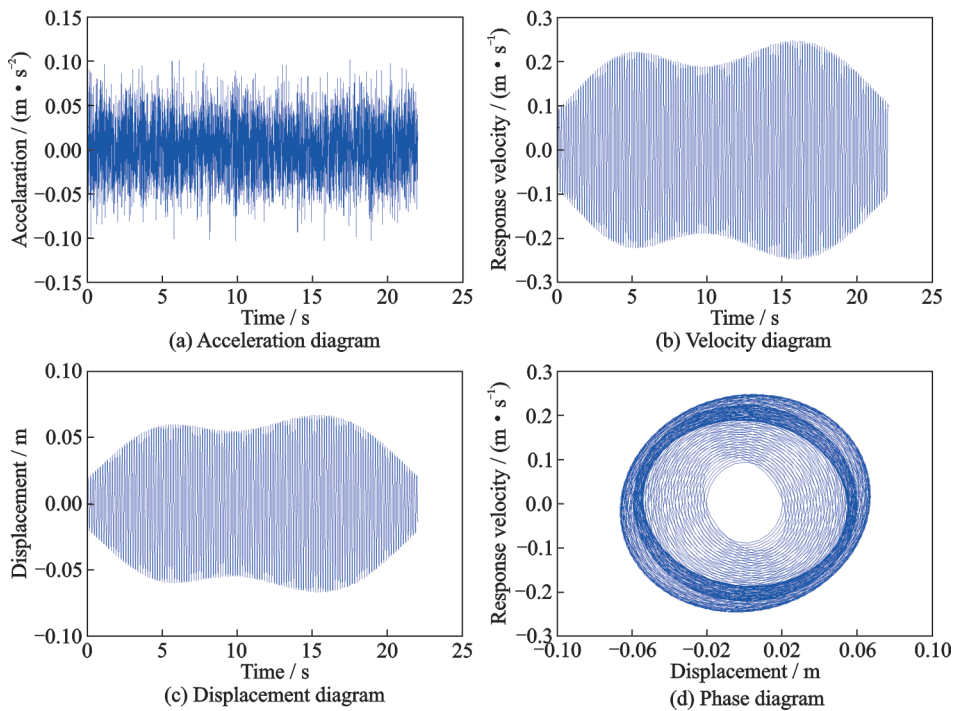 0.15
0.10
0.05
0.00
−0.05
−0.10
−0.15
Accelaration / (m • s⁻²)
0 5 10 15 20 25
Time / s
(a) Acceleration diagram
0.3
0.2
0.1
0.0
−0.1
−0.2
−0.3
Response velocity / (m • s⁻¹)
0 5 10 15 20 25
Time / s
(b) Velocity diagram
0.10
0.05
0.00
−0.05
−0.10
Displacement / m
0 5 10 15 20 25
Time / s
(c) Displacement diagram
0.3
0.2
0.1
0.0
−0.1
−0.2
−0.3
Response velocity / (m • s⁻¹)
−0.10 −0.06 −0.02 0.02 0.06 0.10
Displacement / m
(d) Phase diagram